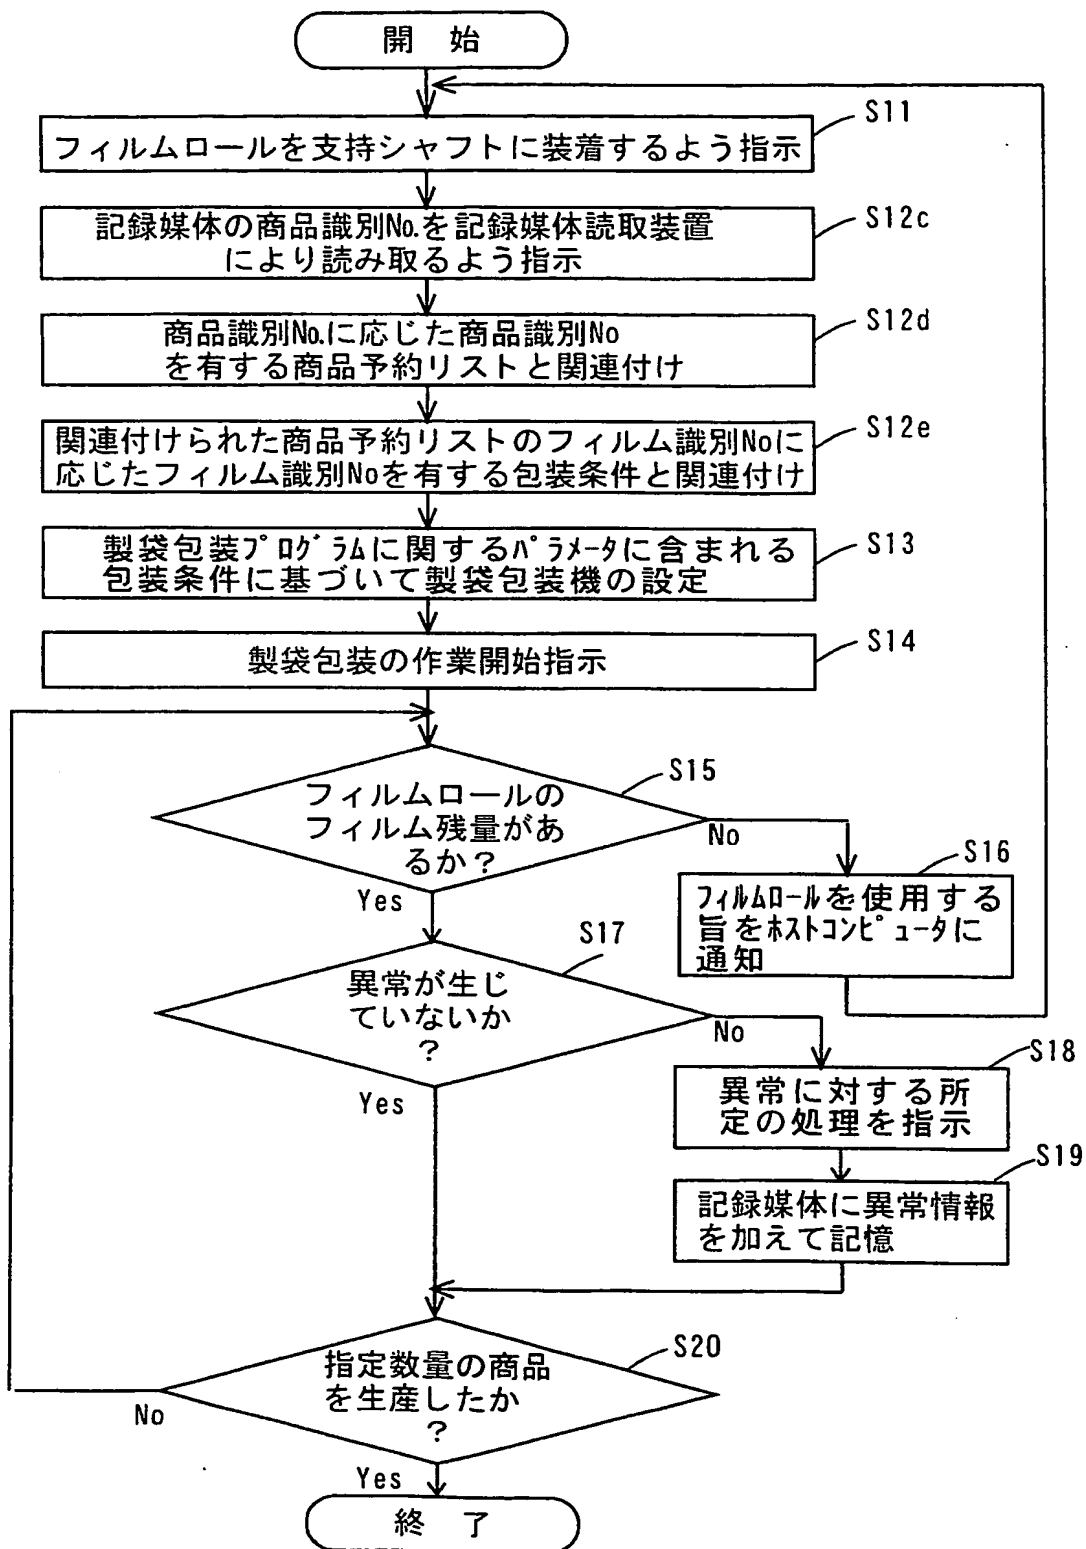 開 始
S11
フィルムロールを支持シャフトに装着するよう指示
S12c
記録媒体の商品識別No.を記録媒体読取装置
により読み取るよう指示
S12d
商品識別No.に応じた商品識別No
を有する商品予約リストと関連付け
S12e
関連付けられた商品予約リストのフィルム識別Noに
応じたフィルム識別Noを有する包装条件と関連付け
S13
製袋包装ﾌﾟﾛｸﾞﾗﾑに関するﾊﾟﾗﾒｰﾀに含まれる
包装条件に基づいて製袋包装機の設定
S14
製袋包装の作業開始指示
S15
フィルムロールの
フィルム残量があ
るか?
No
Yes
S16
ﾌｨﾙﾑﾛｰﾙを使用する
旨をﾎｽﾄｺﾝﾋﾟｭｰﾀに
通知
S17
異常が生じ
ていないか
?
No
Yes
S18
異常に対する所
定の処理を指示
S19
記録媒体に異常情報
を加えて記憶
S20
指定数量の商品
を生産したか
?
No
Yes
終 了